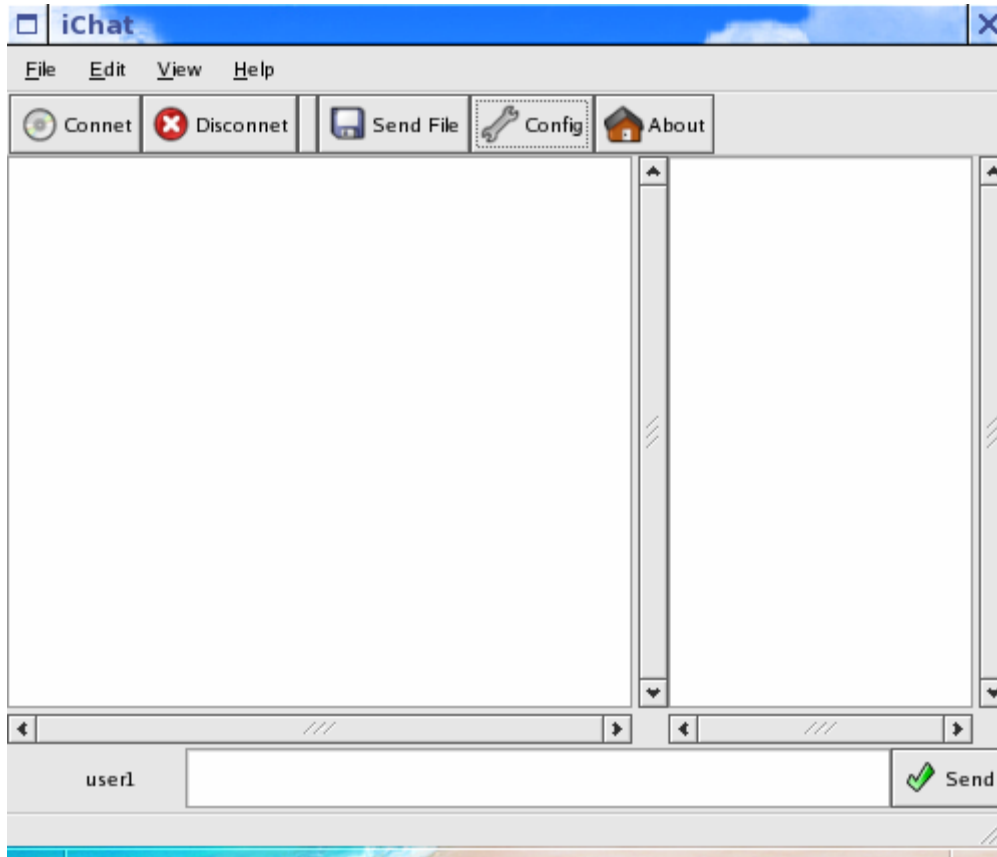 iChat
File Edit View Help
Connet Disconnet Send File Config About
user1 Send